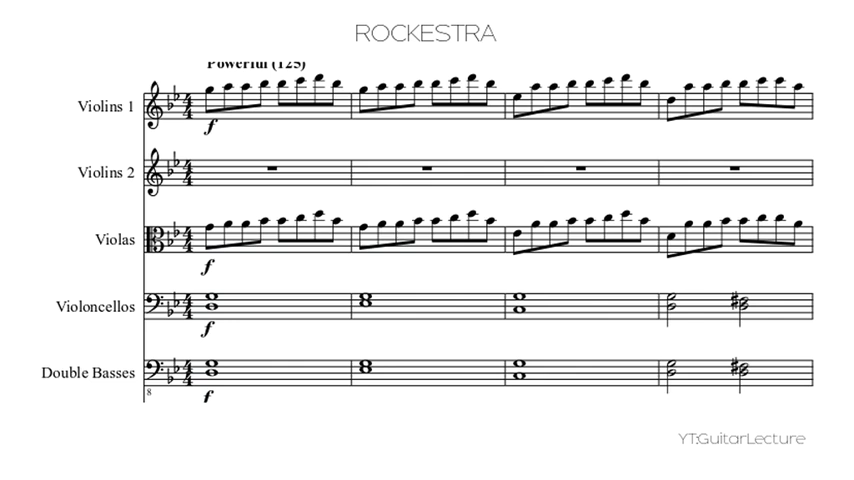 ROCKESTRA
Powerful (125)
Violins 1
f
Violins 2
Violas
f
Violoncellos
f
Double Basses
8
f
YT:GuitarLecture